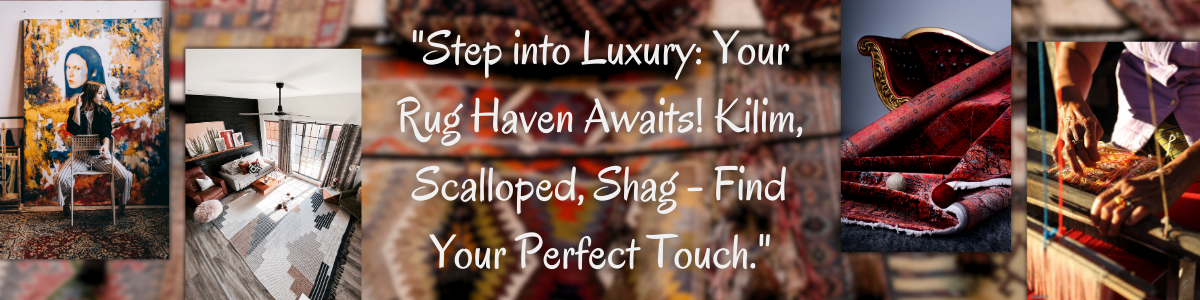 "Step into Luxury: Your
Rug Haven Awaits! Kilim,
Scalloped, Shag - Find
Your Perfect Touch."